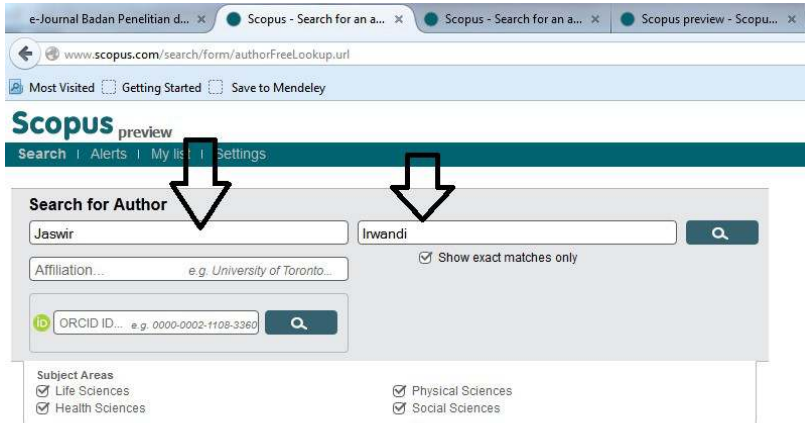 e-Journal Badan Penelitian d... × Scopus - Search for an a... × Scopus - Search for an a... × Scopus preview - Scopu... ×
www.scopus.com/search/form/authorFreeLookup.url
Most Visited Getting Started Save to Mendeley
Scopus preview
Search | Alerts | My list | Settings
Search for Author
Jaswir Irwandi
Show exact matches only
Affiliation... e.g. University of Toronto...
iD ORCID ID... e.g. 0000-0002-1108-3360
Subject Areas
Life Sciences Physical Sciences
Health Sciences Social Sciences